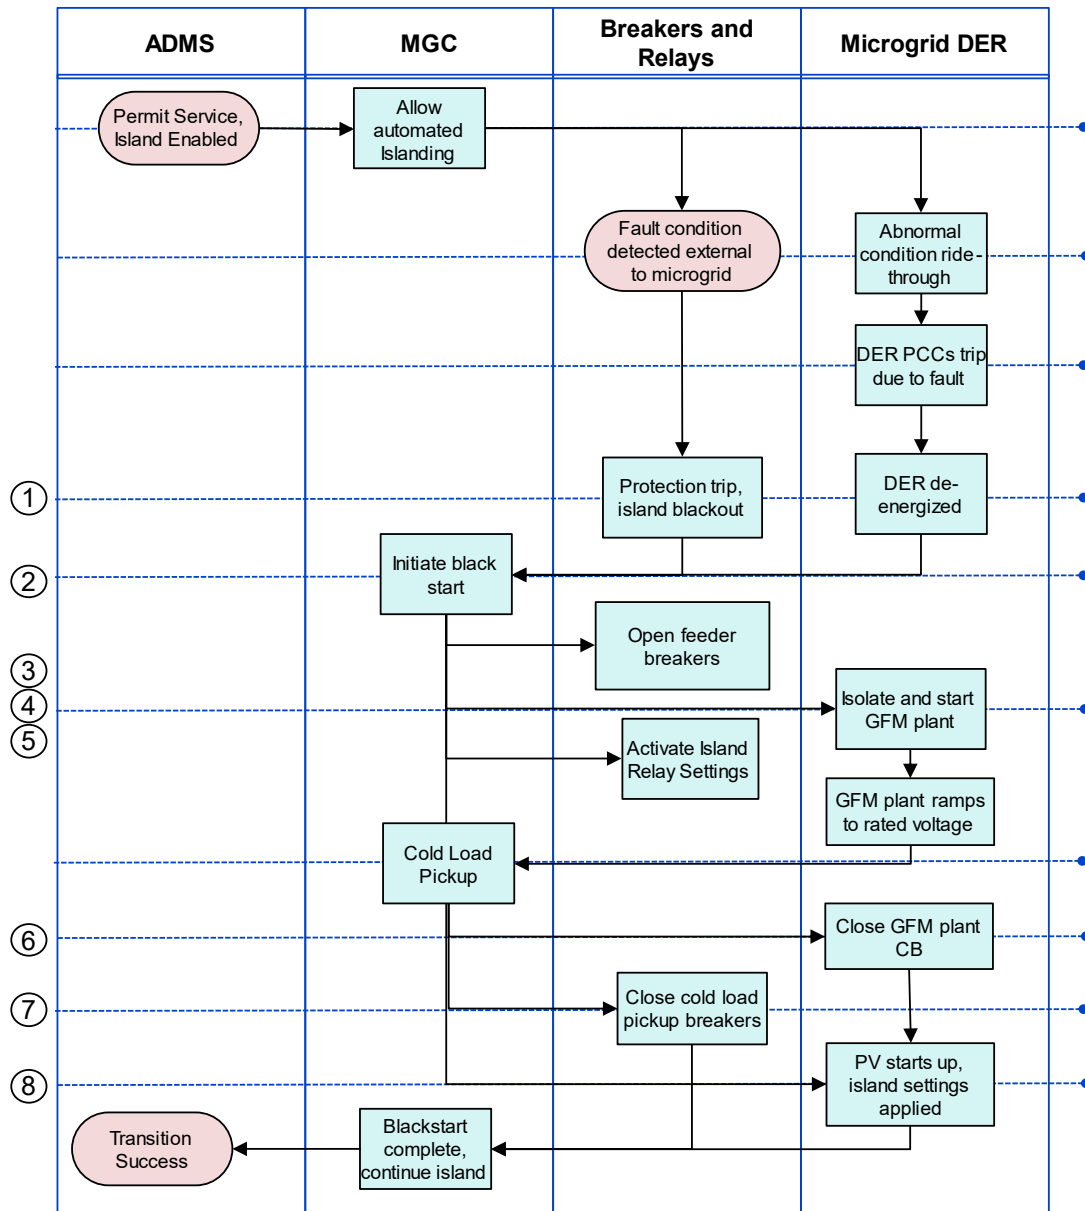 ADMS
MGC
Breakers and
Relays
Microgrid DER
Permit Service,
Island Enabled
Allow
automated
Islanding
Fault condition
detected external
to microgrid
Abnormal
condition ride-
through
DER PCCs trip
due to fault
1
Protection trip,
island blackout
DER de-
energized
2
Initiate black
start
Open feeder
breakers
3
4
Isolate and start
GFM plant
5
Activate Island
Relay Settings
GFM plant ramps
to rated voltage
Cold Load
Pickup
6
Close GFM plant
CB
7
Close cold load
pickup breakers
8
PV starts up,
island settings
applied
Transition
Success
Blackstart
complete,
continue island